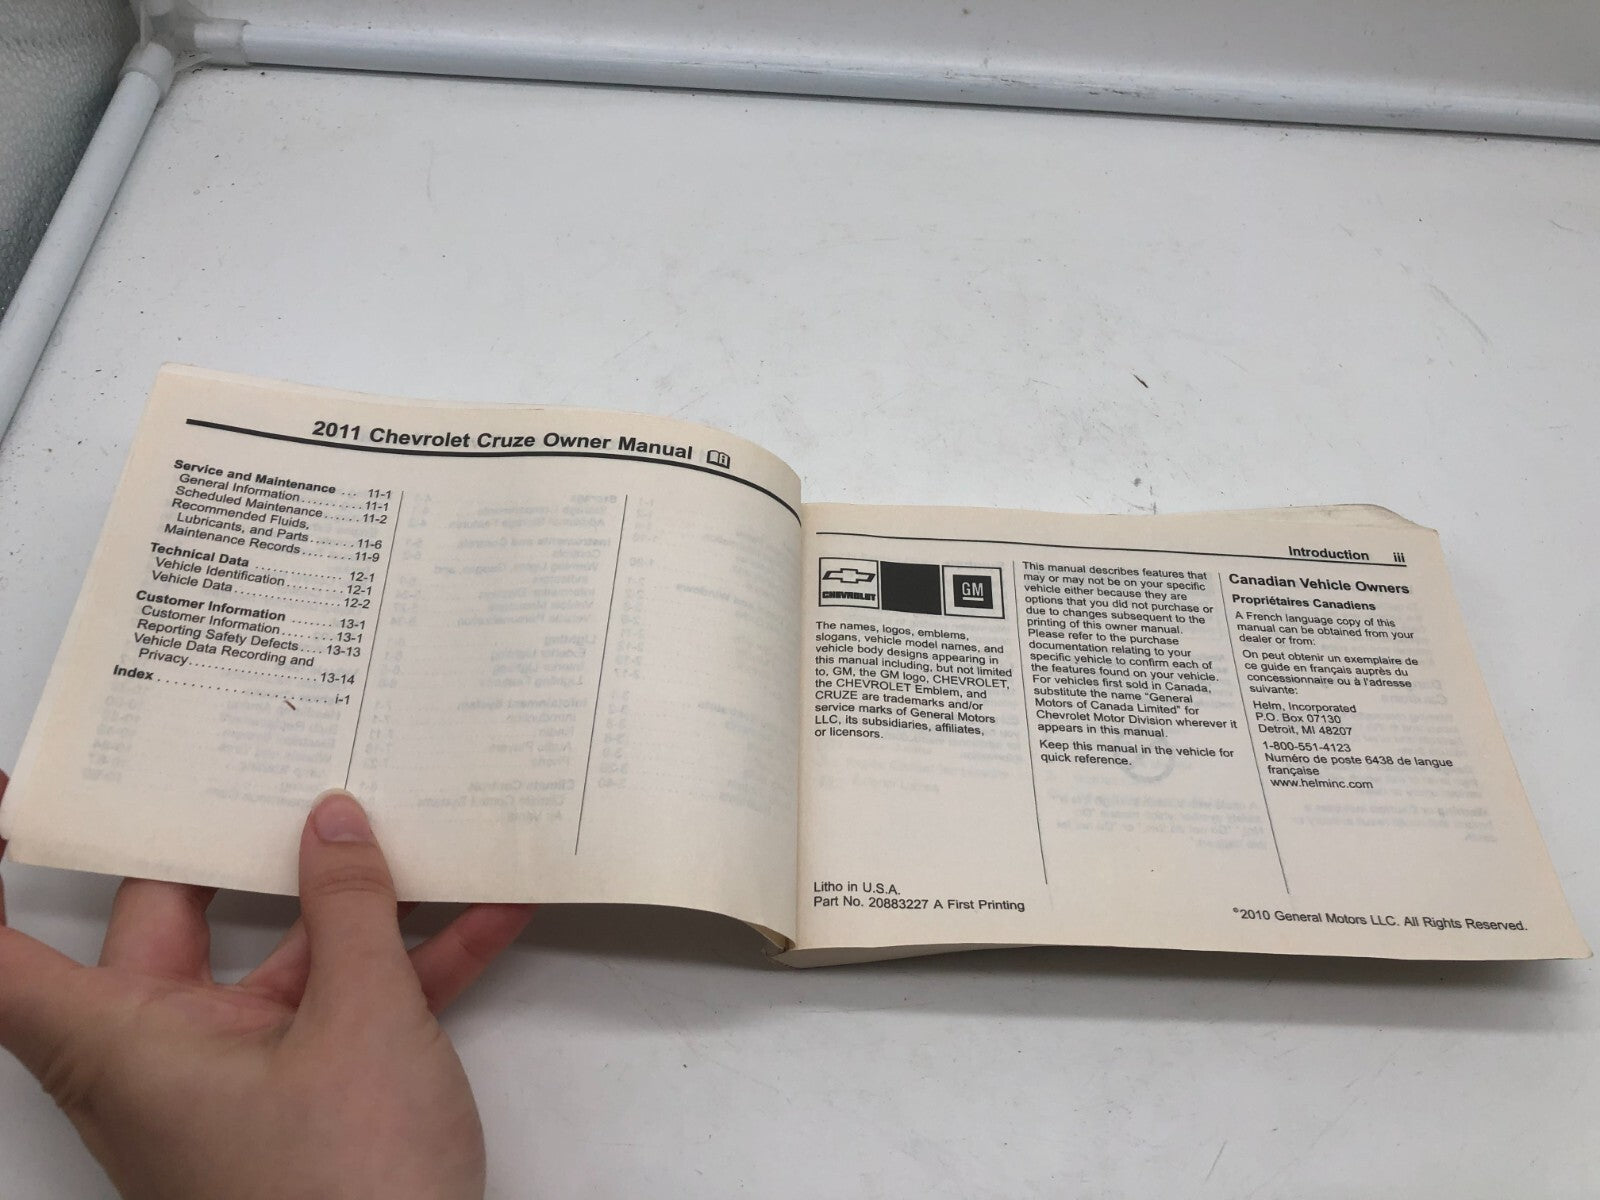 2011 Chevrolet Cruze Owner Manual
Service and Maintenance ... 11-1
General Information .......... 11-1
Scheduled Maintenance ...... 11-2
Recommended Fluids,
Lubricants, and Parts ....... 11-6
Maintenance Records ........ 11-9
Technical Data .............. 12-1
Vehicle Identification ......... 12-1
Vehicle Data ................... 12-2
Customer Information ....... 13-1
Customer Information ........ 13-1
Reporting Safety Defects .... 13-13
Vehicle Data Recording and
Privacy ..................... 13-14
Index ........................... i-1
Introduction iii
CHEVROLET
GM
The names, logos, emblems,
slogans, vehicle model names, and
vehicle body designs appearing in
this manual including, but not limited
to, GM, the GM logo, CHEVROLET,
the CHEVROLET Emblem, and
CRUZE are trademarks and/or
service marks of General Motors
LLC, its subsidiaries, affiliates,
or licensors.
This manual describes features that
may or may not be on your specific
vehicle either because they are
options that you did not purchase or
due to changes subsequent to the
printing of this owner manual.
Please refer to the purchase
documentation relating to your
specific vehicle to confirm each of
the features found on your vehicle.
For vehicles first sold in Canada,
substitute the name "General
Motors of Canada Limited" for
Chevrolet Motor Division wherever it
appears in this manual.
Keep this manual in the vehicle for
quick reference.
Canadian Vehicle Owners
Propriétaires Canadiens
A French language copy of this
manual can be obtained from your
dealer or from:
On peut obtenir un exemplaire de
ce guide en français auprès du
concessionnaire ou à l'adresse
suivante:
Helm, Incorporated
P.O. Box 07130
Detroit, MI 48207
1-800-551-4123
Numéro de poste 6438 de langue
française
www.helminc.com
Litho in U.S.A.
Part No. 20883227 A First Printing
©2010 General Motors LLC. All Rights Reserved.